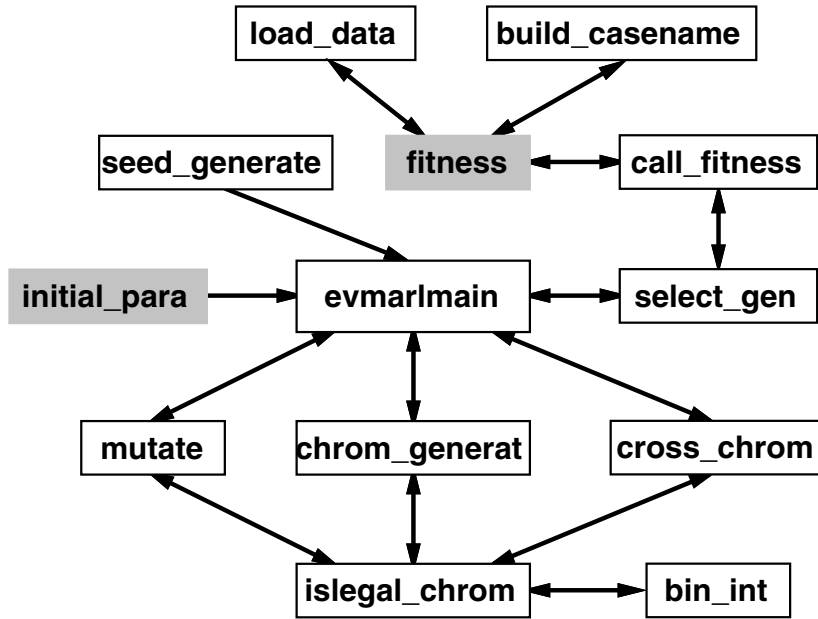 load_data
build_casename
seed_generate
fitness
call_fitness
initial_para
evmarlmain
select_gen
mutate
chrom_generat
cross_chrom
islegal_chrom
bin_int